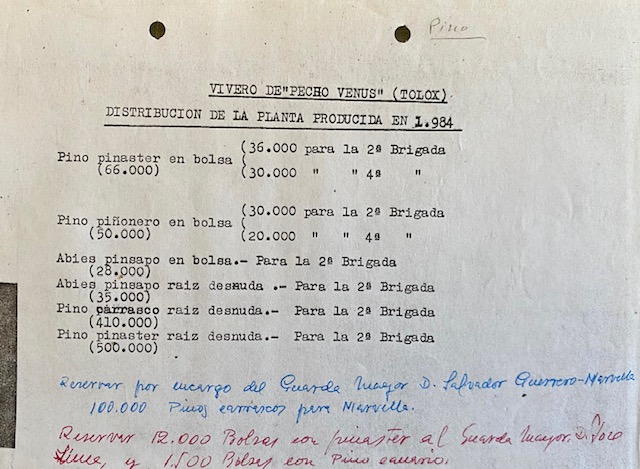 Pino
VIVERO DE"PECHO VENUS" (TOLOX)
DISTRIBUCION DE LA PLANTA PRODUCIDA EN 1.984
Pino pinaster en bolsa (36.000 para la 2ª Brigada
(66.000) (30.000 " " 4ª "
Pino piñonero en bolsa (30.000 para la 2ª Brigada
(50.000) (20.000 " " 4ª "
Abies pinsapo en bolsa.- Para la 2ª Brigada
(28.000)
Abies pinsapo raiz desnuda .- Para la 2ª Brigada
(35.000)
Pino carrasco raiz desnuda.- Para la 2ª Brigada
(410.000)
Pino pinaster raiz desnuda.- Para la 2ª Brigada
(500.000)
Reservar por encargo del Guarda Mayor D. Salvador Guerrero-Marvella
100.000 Pinos carrascos para Marvella.
Reservar 12.000 Bolsas con pinaster al Guarda Mayor D.
y 1.500 Bolsas con Pino canario.